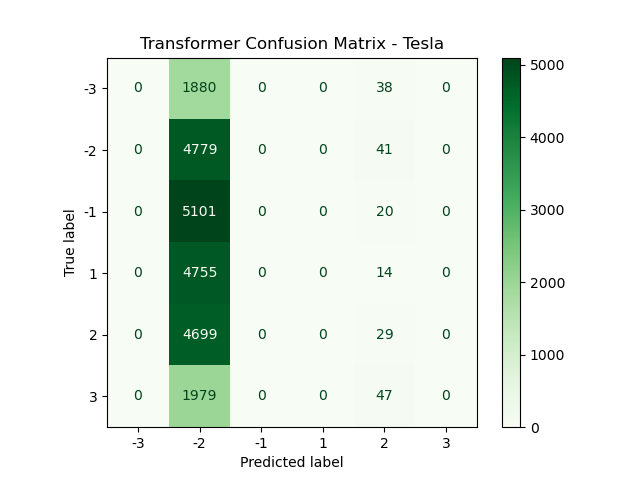 Transformer Confusion Matrix - Tesla
True label
-3 0 1880 0 0 38 0
-2 0 4779 0 0 41 0
-1 0 5101 0 0 20 0
1 0 4755 0 0 14 0
2 0 4699 0 0 29 0
3 0 1979 0 0 47 0
-3 -2 -1 1 2 3
Predicted label
5000
4000
3000
2000
1000
0